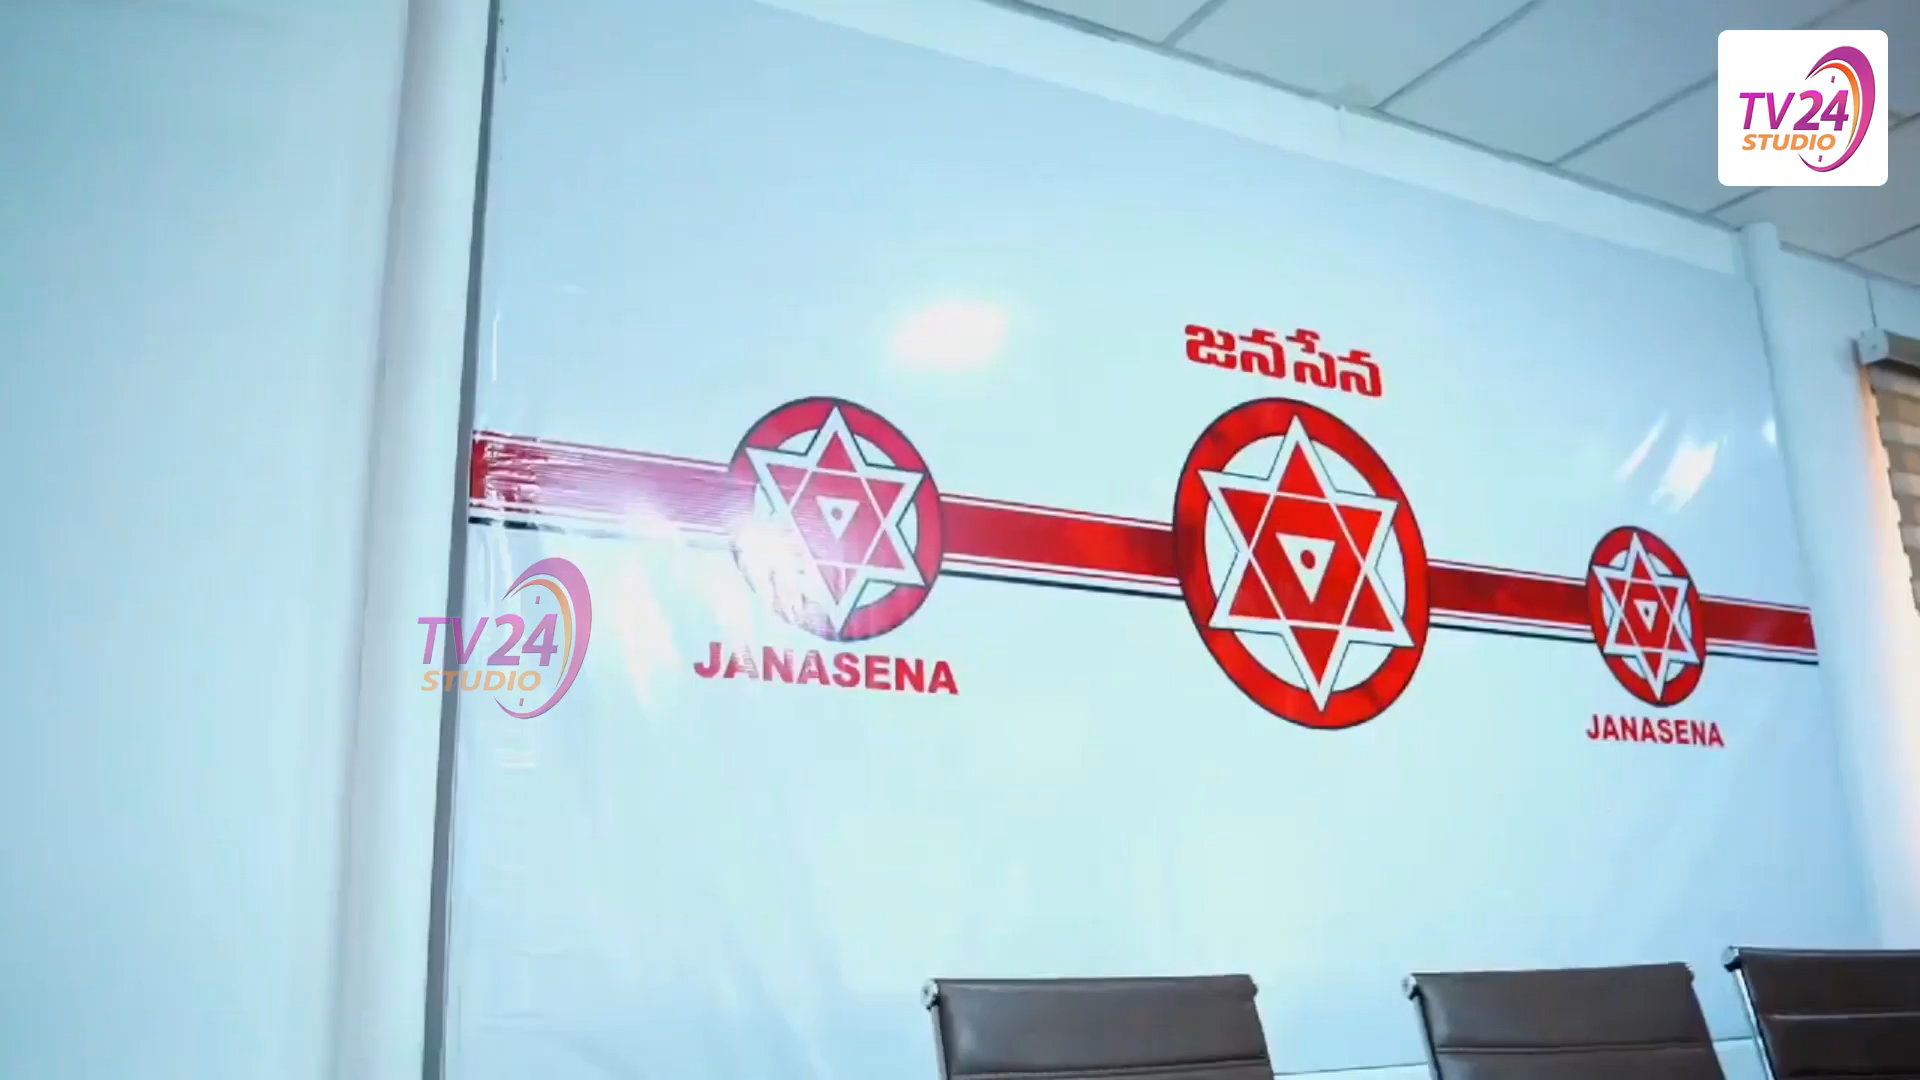 TV24
STUDIO
జనసేన
TV24
STUDIO
JANASENA
JANASENA